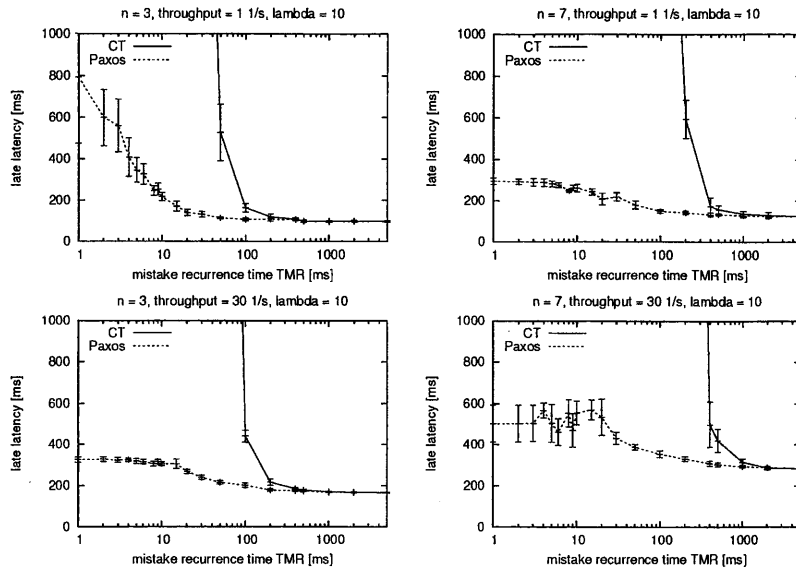 n = 3, throughput = 1 1/s, lambda = 10
late latency [ms]
1000
800
600
400
200
0
CT
Paxos
1
10
100
1000
mistake recurrence time TMR [ms]
n = 7, throughput = 1 1/s, lambda = 10
late latency [ms]
1000
800
600
400
200
0
CT
Paxos
1
10
100
1000
mistake recurrence time TMR [ms]
n = 3, throughput = 30 1/s, lambda = 10
late latency [ms]
1000
800
600
400
200
0
CT
Paxos
1
10
100
1000
mistake recurrence time TMR [ms]
n = 7, throughput = 30 1/s, lambda = 10
late latency [ms]
1000
800
600
400
200
0
CT
Paxos
1
10
100
1000
mistake recurrence time TMR [ms]